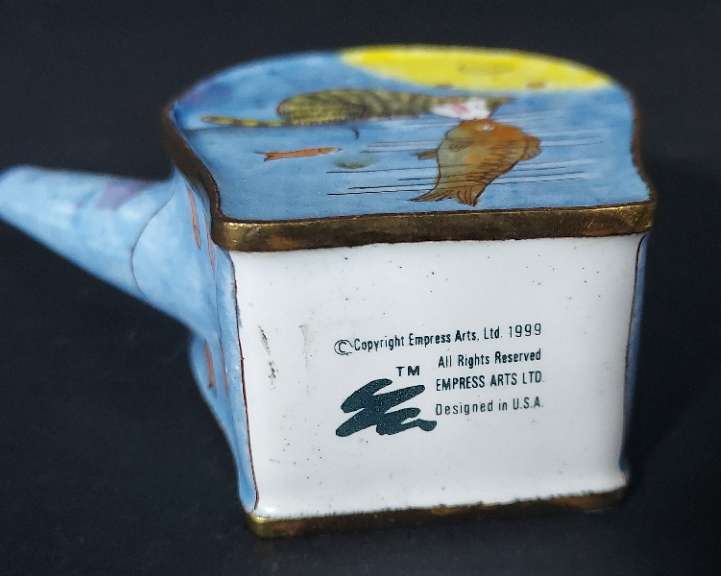 ©Copyright Empress Arts, Ltd. 1999
TM All Rights Reserved
EMPRESS ARTS LTD.
Designed in U.S.A.